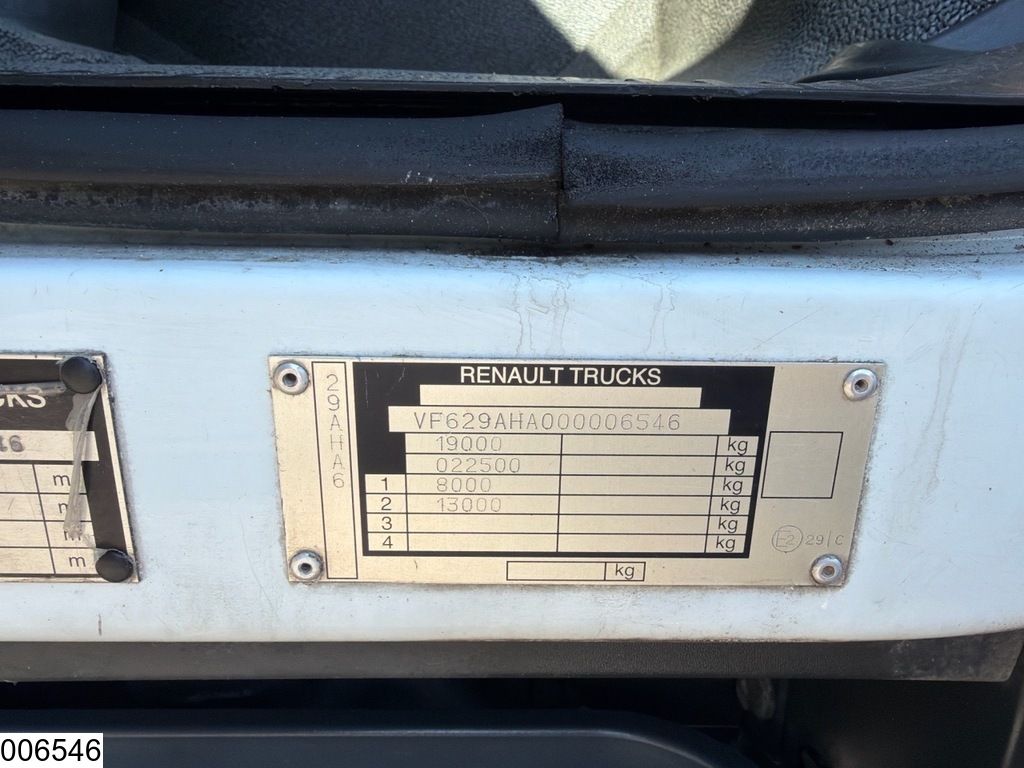 CKS
m
m
m
m
29AHA6
RENAULT TRUCKS
VF629AHA000006546
19000 kg
022500 kg
1 8000 kg
2 13000 kg
3 kg
4 kg
kg
E2 29 C
006546